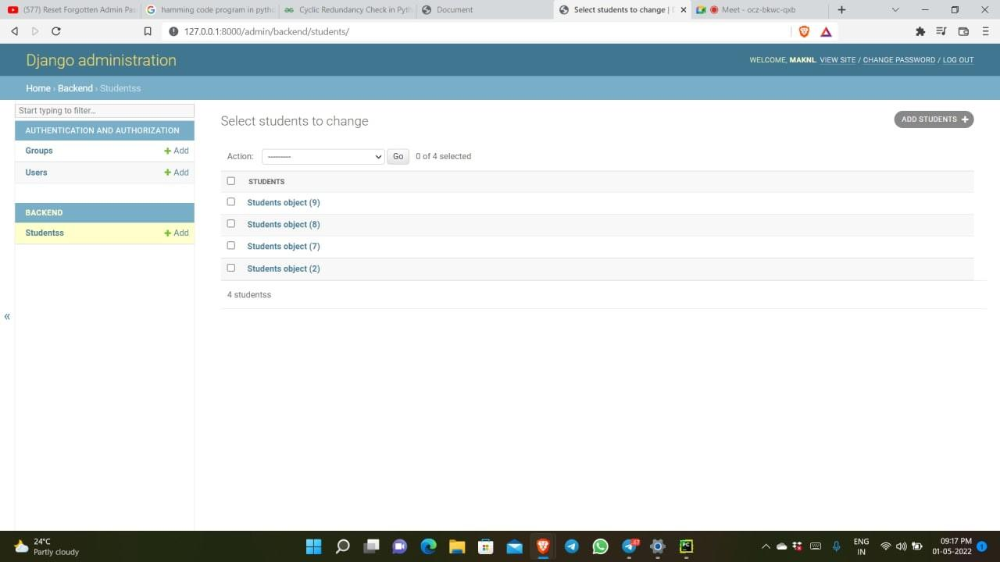 (577) Reset Forgotten Admin Pas
hamming code program in pytho
Cyclic Redundancy Check in Pyth
Document
Select students to change | D
Meet - ocz-bkwc-qxb
127.0.0.1:8000/admin/backend/students/
Django administration
WELCOME, MAKNL. VIEW SITE / CHANGE PASSWORD / LOG OUT
Home › Backend › Studentss
Start typing to filter...
AUTHENTICATION AND AUTHORIZATION
Groups + Add
Users + Add
BACKEND
Studentss + Add
«
Select students to change
ADD STUDENTS +
Action: --------- Go 0 of 4 selected
STUDENTS
Students object (9)
Students object (8)
Students object (7)
Students object (2)
4 studentss
24°C
Partly cloudy
PC
ENG
IN
09:17 PM
01-05-2022
1